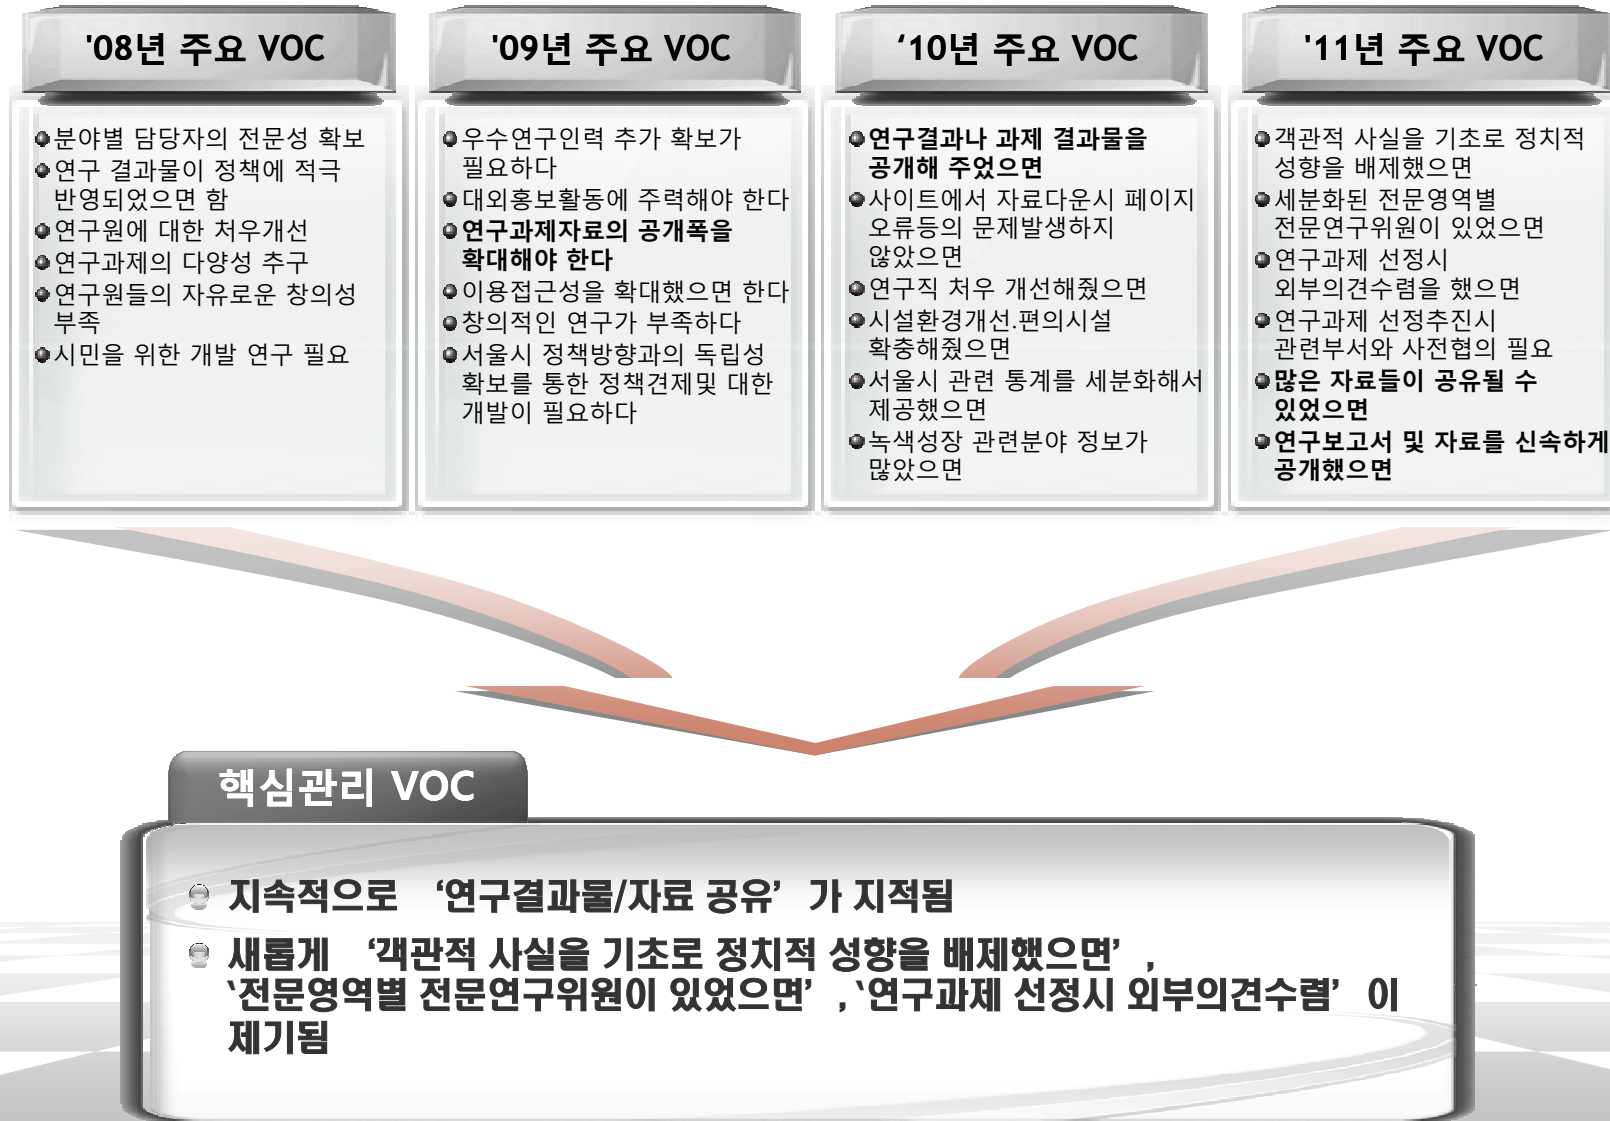 '08년 주요 VOC
분야별 담당자의 전문성 확보
연구 결과물이 정책에 적극
반영되었으면 함
연구원에 대한 처우개선
연구과제의 다양성 추구
연구원들의 자유로운 창의성
부족
시민을 위한 개발 연구 필요
'09년 주요 VOC
우수연구인력 추가 확보가
필요하다
대외홍보활동에 주력해야 한다
연구과제자료의 공개폭을
확대해야 한다
이용접근성을 확대했으면 한다
창의적인 연구가 부족하다
서울시 정책방향과의 독립성
확보를 통한 정책견제및 대한
개발이 필요하다
‘10년 주요 VOC
연구결과나 과제 결과물을
공개해 주었으면
사이트에서 자료다운시 페이지
오류등의 문제발생하지
않았으면
연구직 처우 개선해줬으면
시설환경개선.편의시설
확충해줬으면
서울시 관련 통계를 세분화해서
제공했으면
녹색성장 관련분야 정보가
많았으면
'11년 주요 VOC
객관적 사실을 기초로 정치적
성향을 배제했으면
세분화된 전문영역별
전문연구위원이 있었으면
연구과제 선정시
외부의견수렴을 했으면
연구과제 선정추진시
관련부서와 사전협의 필요
많은 자료들이 공유될 수
있었으면
연구보고서 및 자료를 신속하게
공개했으면
핵심관리 VOC
지속적으로 ‘연구결과물/자료 공유’ 가 지적됨
새롭게 ‘객관적 사실을 기초로 정치적 성향을 배제했으면’ ,
‘전문영역별 전문연구위원이 있었으면’ , ‘연구과제 선정시 외부의견수렴’ 이
제기됨